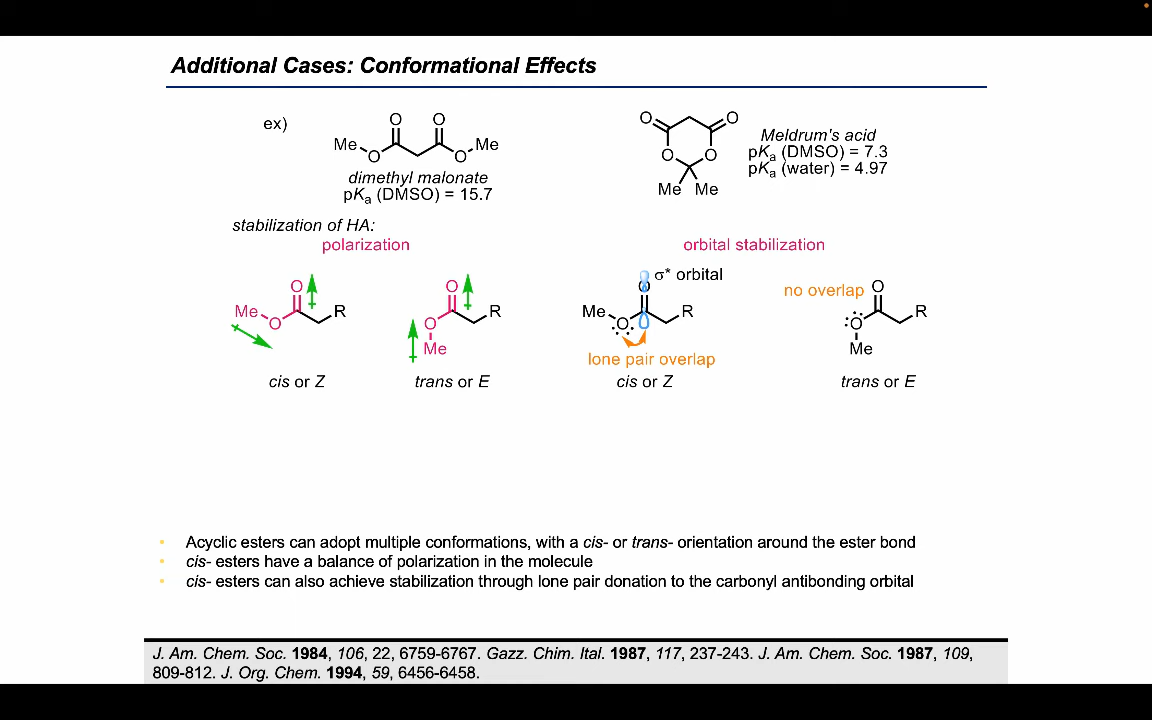 Additional Cases: Conformational Effects
ex)
O O
Me Me
O O
dimethyl malonate
pKa (DMSO) = 15.7
O O
O O
Me Me
Meldrum's acid
pKa (DMSO) = 7.3
pKa (water) = 4.97
stabilization of HA:
polarization
orbital stabilization
O
Me R
O
cis or Z
O
R
O
Me
trans or E
σ* orbital
O
Me R
O
lone pair overlap
cis or Z
no overlap O
R
O
Me
trans or E
• Acyclic esters can adopt multiple conformations, with a cis- or trans- orientation around the ester bond
• cis- esters have a balance of polarization in the molecule
• cis- esters can also achieve stabilization through lone pair donation to the carbonyl antibonding orbital
J. Am. Chem. Soc. 1984, 106, 22, 6759-6767. Gazz. Chim. Ital. 1987, 117, 237-243. J. Am. Chem. Soc. 1987, 109,
809-812. J. Org. Chem. 1994, 59, 6456-6458.